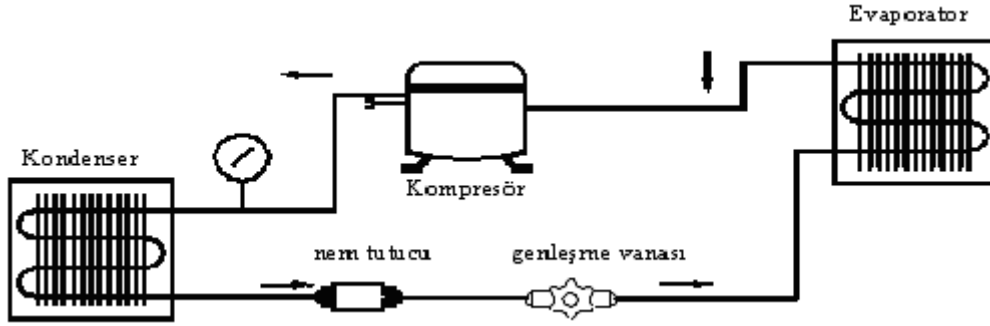 Evaporator
Kondenser
Kompresör
nem tutucu
genleşme vanası